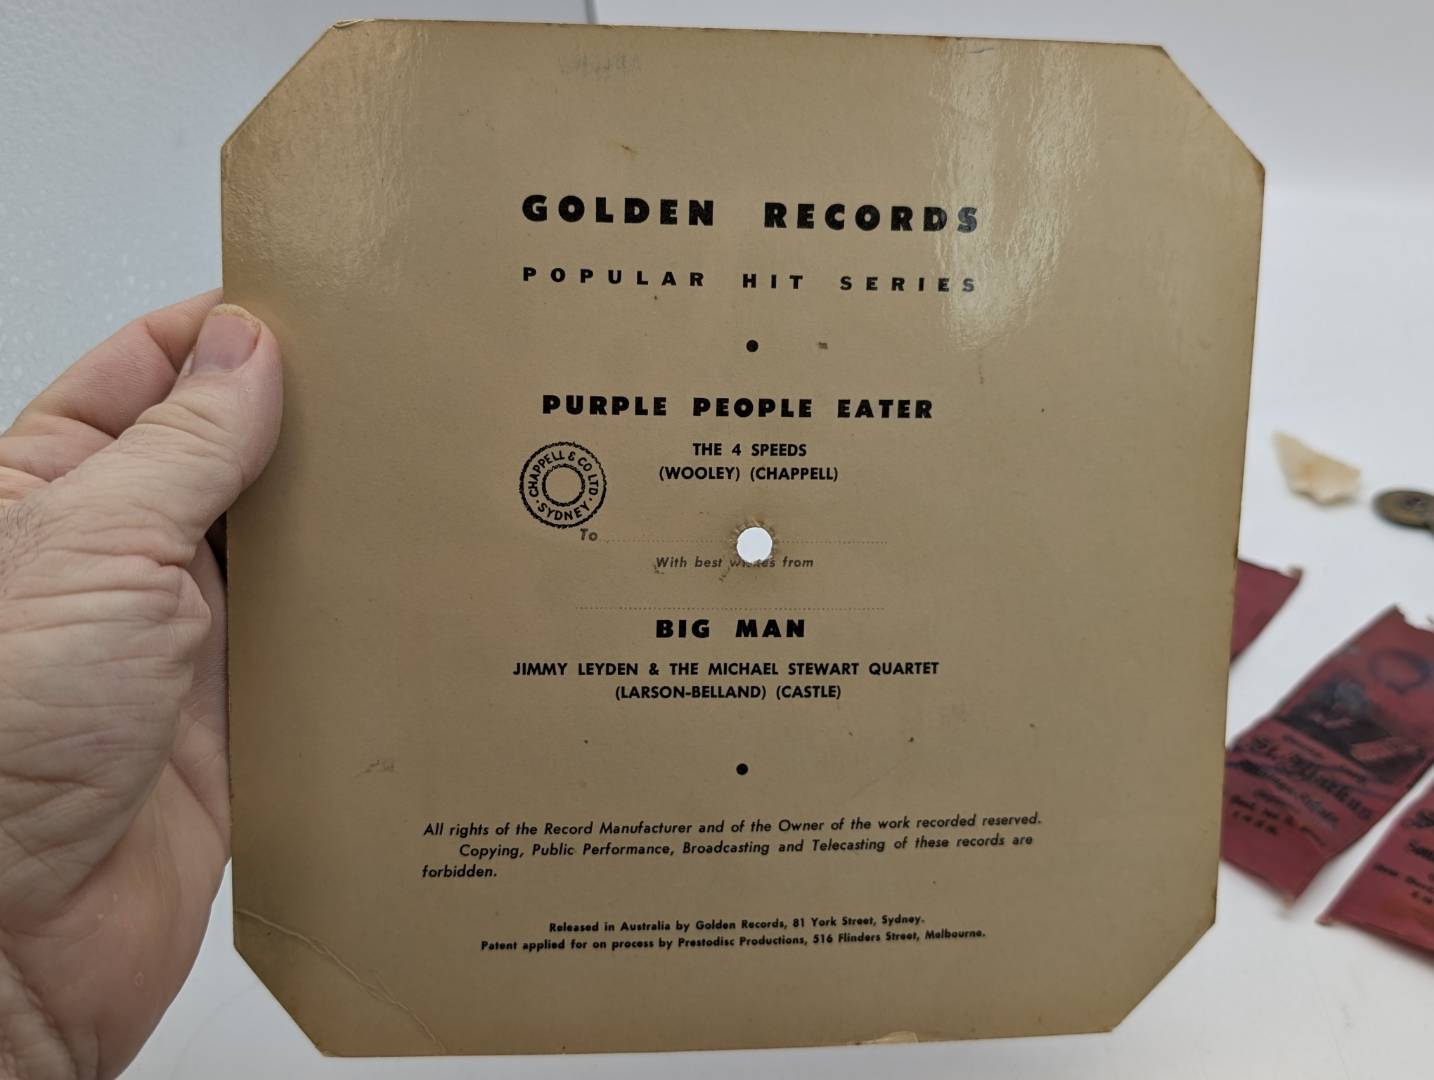 GOLDEN RECORDS
POPULAR HIT SERIES
PURPLE PEOPLE EATER
THE 4 SPEEDS
(WOOLEY) (CHAPPELL)
CHAPPELL & CO LTD. · SYDNEY ·
To
With best wishes from
BIG MAN
JIMMY LEYDEN & THE MICHAEL STEWART QUARTET
(LARSON-BELLAND) (CASTLE)
All rights of the Record Manufacturer and of the Owner of the work recorded reserved.
Copying, Public Performance, Broadcasting and Telecasting of these records are
forbidden.
Released in Australia by Golden Records, 81 York Street, Sydney.
Patent applied for on process by Prestodisc Productions, 516 Flinders Street, Melbourne.
St. Markus